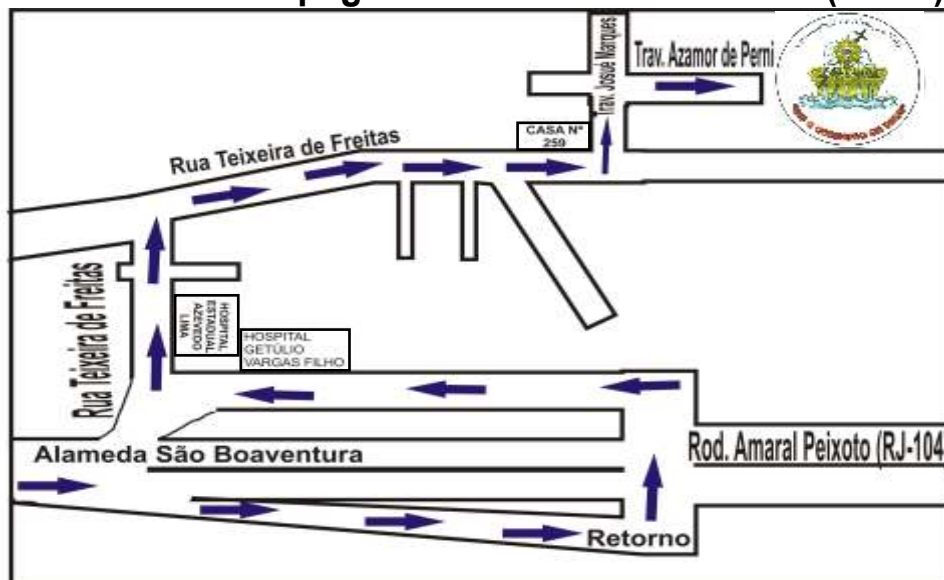 Trav. Josué Marques
Trav. Azamor de Perni
CASA Nº
259
Rua Teixeira de Freitas
Rua Teixeira de Freitas
HOSPITAL
ESTADUAL
AZEVEDO
LIMA
HOSPITAL
GETÚLIO
VARGAS FILHO
Alameda São Boaventura
Rod. Amaral Peixoto (RJ-104
Retorno